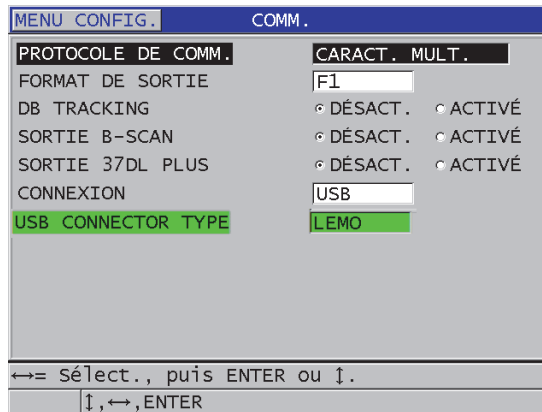 MENU CONFIG. COMM.
PROTOCOLE DE COMM. CARACT. MULT.
FORMAT DE SORTIE F1
DB TRACKING DÉSACT. ACTIVÉ
SORTIE B-SCAN DÉSACT. ACTIVÉ
SORTIE 37DL PLUS DÉSACT. ACTIVÉ
CONNEXION USB
USB CONNECTOR TYPE LEMO
↔= Sélect., puis ENTER ou ↕.
↕,↔,ENTER